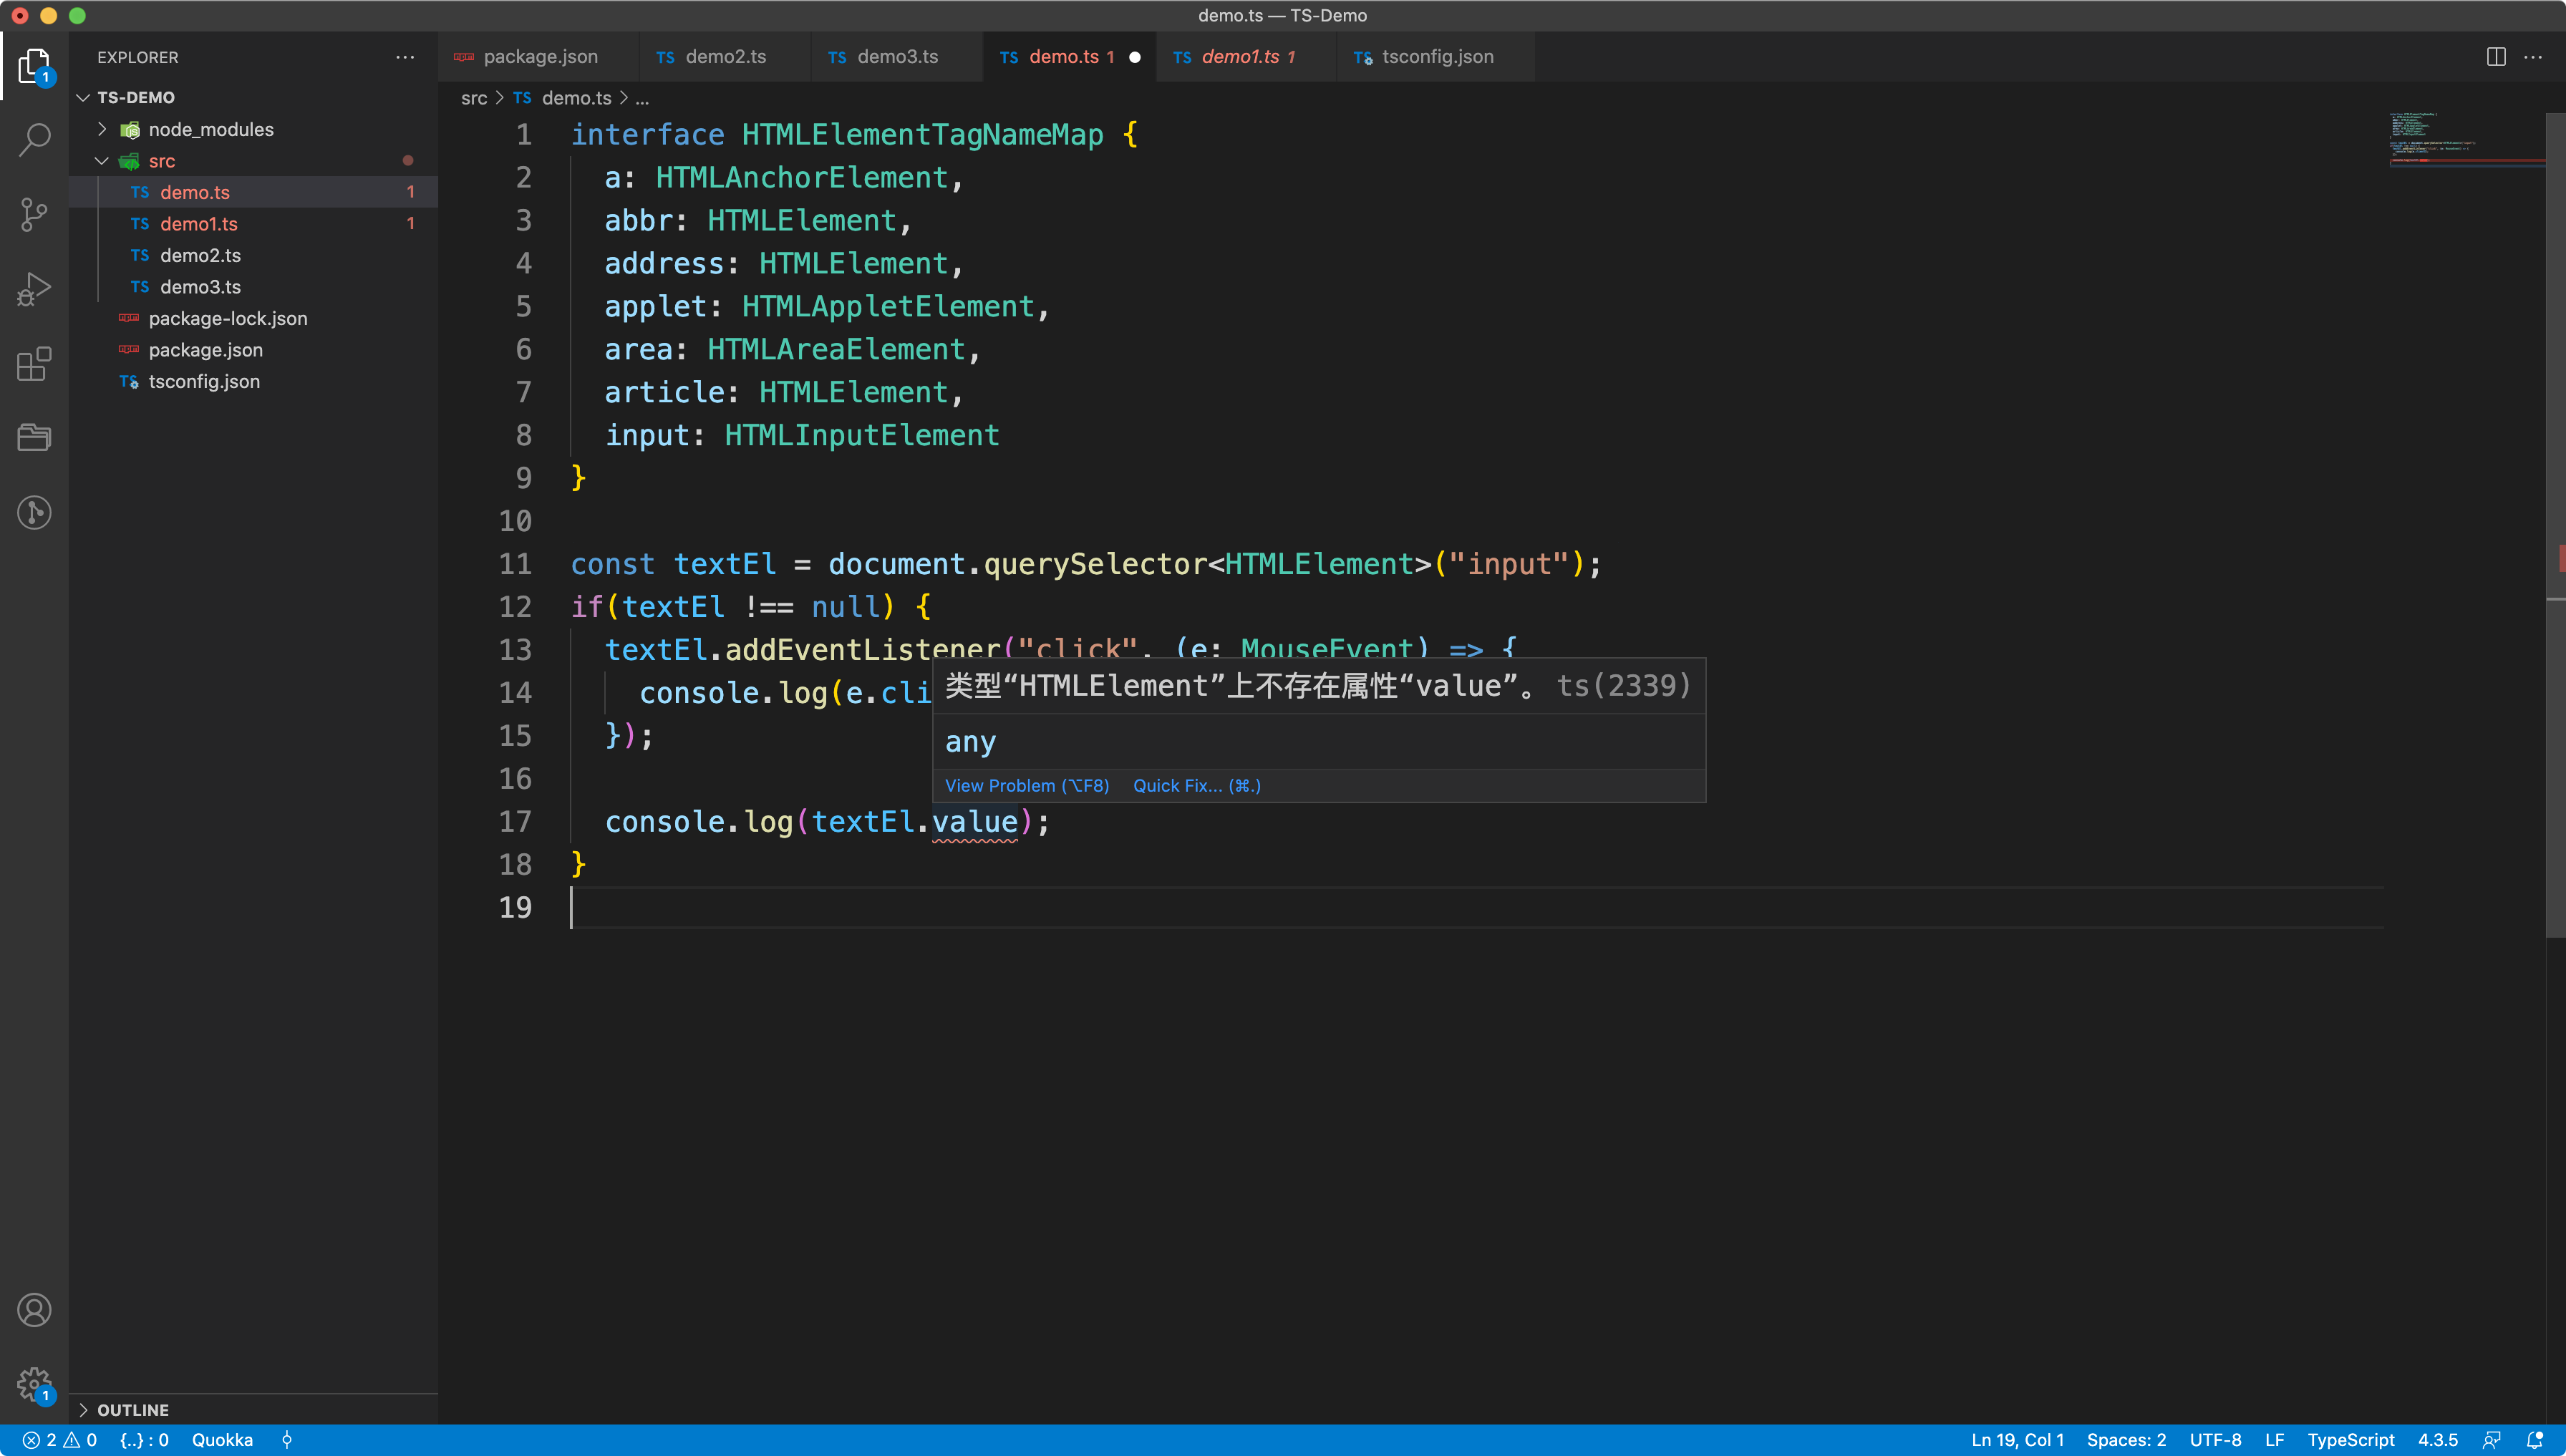 demo.ts — TS-Demo
EXPLORER
TS-DEMO
node_modules
src
TS demo.ts 1
TS demo1.ts 1
TS demo2.ts
TS demo3.ts
package-lock.json
package.json
TS tsconfig.json
OUTLINE
package.json
TS demo2.ts
TS demo3.ts
TS demo.ts 1
TS demo1.ts 1
TS tsconfig.json
src > TS demo.ts > ...
1 interface HTMLElementTagNameMap {
2 a: HTMLAnchorElement,
3 abbr: HTMLElement,
4 address: HTMLElement,
5 applet: HTMLAppletElement,
6 area: HTMLAreaElement,
7 article: HTMLElement,
8 input: HTMLInputElement
9 }
10
11 const textEl = document.querySelector<HTMLElement>("input");
12 if(textEl !== null) {
13 textEl.addEventListener("click", (e: MouseEvent) => {
14 console.log(e.cli
类型“HTMLElement”上不存在属性“value”。 ts(2339)
15 });
any
16
View Problem (⌥F8) Quick Fix... (⌘.)
17 console.log(textEl.value);
18 }
19
1
1
2 0 {..} : 0 Quokka
Ln 19, Col 1 Spaces: 2 UTF-8 LF TypeScript 4.3.5